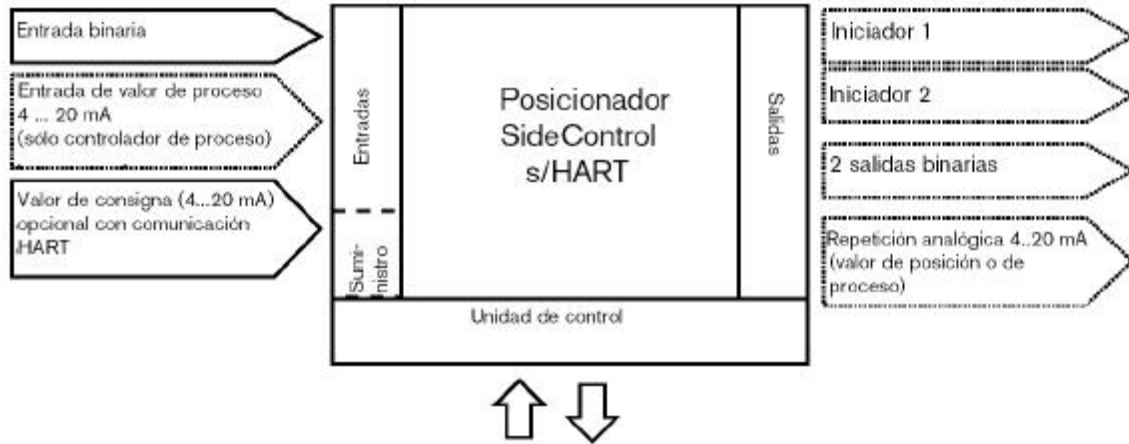 Entrada binaria
Entrada de valor de proceso
4 ... 20 mA
(sólo controlador de proceso)
Valor de consigna (4...20 mA)
opcional con comunicación
HART
Entradas
Sumi-
nistro
Posicionador
SideControl
s/HART
Salidas
Unidad de control
Iniciador 1
Iniciador 2
2 salidas binarias
Repetición analógica 4..20 mA
(valor de posición o de
proceso)